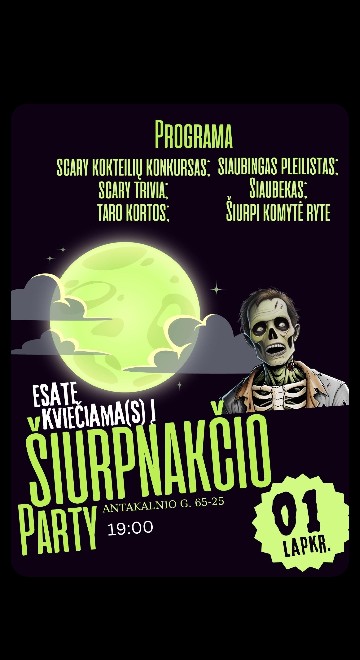 Programa
SCARY KOKTEILIŲ KONKURSAS;
SCARY TRIVIA;
TARO KORTOS;
SIAUBINGAS PLEILISTAS;
ŠIAUBEKAS;
ŠIURPI KOMYTĖ RYTE
ESATE
KVIEČIAMA(S) Į
ŠIURPNAKČIO
PARTY
ANTAKALNIO G. 65-25
19:00
01
LAPKR.